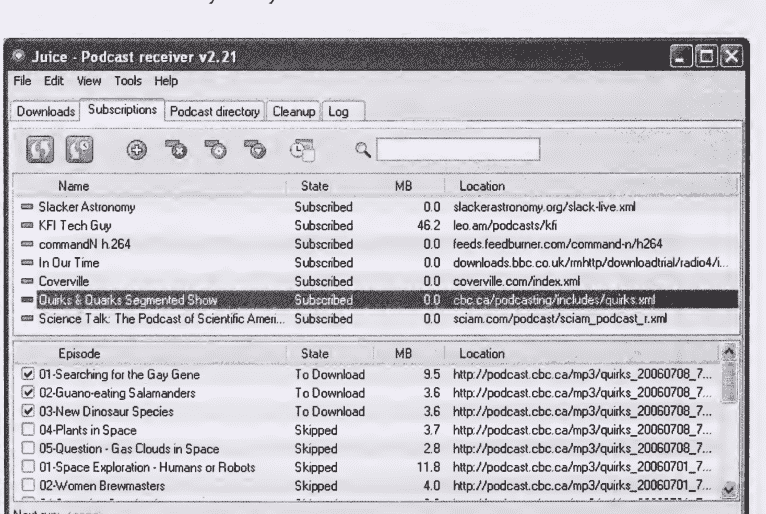 Juice - Podcast receiver v2.21
File Edit View Tools Help
Downloads Subscriptions Podcast directory Cleanup Log
Name State MB Location
Slacker Astronomy Subscribed 0.0 slackerastronomy.org/slack-live.xml
KFI Tech Guy Subscribed 46.2 leo.am/podcasts/kfi
commandN h.264 Subscribed 0.0 feeds.feedburner.com/command-n/h264
In Our Time Subscribed 0.0 downloads.bbc.co.uk/rmhttp/downloadtrial/radio4/i...
Coverville Subscribed 0.0 coverville.com/index.xml
Quirks & Quarks Segmented Show Subscribed 0.0 cbc.ca/podcasting/includes/quirks.xml
Science Talk: The Podcast of Scientific Ameri... Subscribed 0.0 sciam.com/podcast/sciam_podcast_r.xml
Episode State MB Location
01-Searching for the Gay Gene To Download 9.5 http://podcast.cbc.ca/mp3/quirks_20060708_7...
02-Guano-eating Salamanders To Download 3.6 http://podcast.cbc.ca/mp3/quirks_20060708_7...
03-New Dinosaur Species To Download 3.6 http://podcast.cbc.ca/mp3/quirks_20060708_7...
04-Plants in Space Skipped 3.7 http://podcast.cbc.ca/mp3/quirks_20060708_7...
05-Question - Gas Clouds in Space Skipped 2.8 http://podcast.cbc.ca/mp3/quirks_20060708_7...
01-Space Exploration - Humans or Robots Skipped 11.8 http://podcast.cbc.ca/mp3/quirks_20060701_7...
02-Women Brewmasters Skipped 4.0 http://podcast.cbc.ca/mp3/quirks_20060701_7...